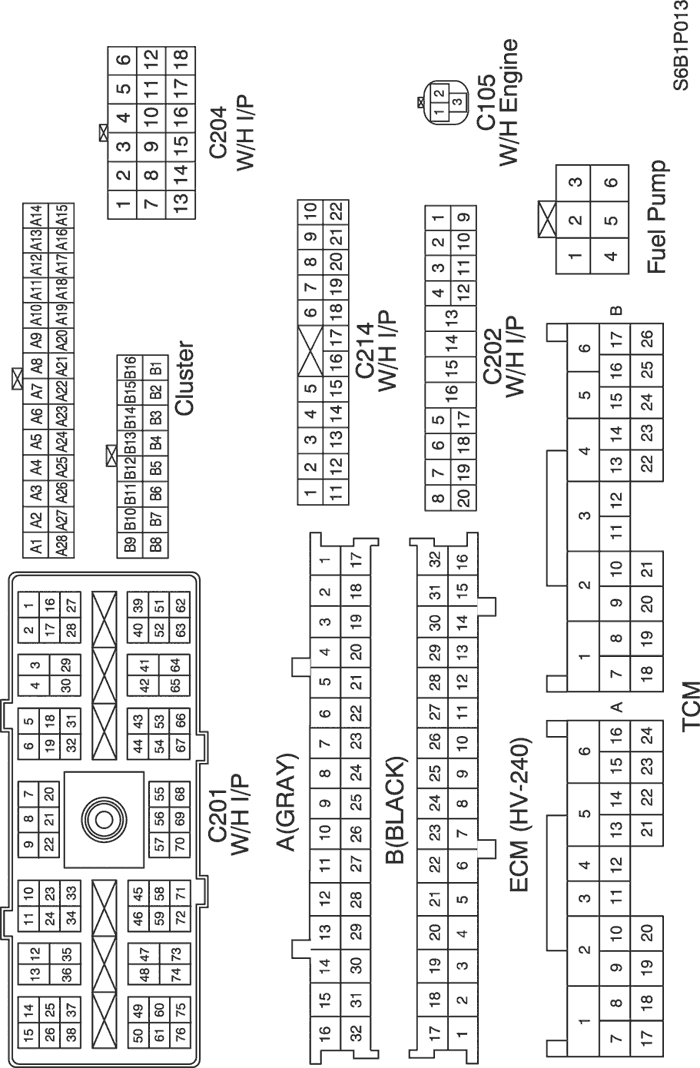 A1 A2 A3 A4 A5 A6 A7 A8 A9 A10 A11 A12 A13 A14
A28 A27 A26 A25 A24 A23 A22 A21 A20 A19 A18 A17 A16 A15
1 2 3 4 5 6
7 8 9 10 11 12
13 14 15 16 17 18
C204
W/H I/P
B9 B10 B11 B12 B13 B14 B15 B16
B8 B7 B6 B5 B4 B3 B2 B1
Cluster
15 14 13 12 11 10 9 8 7 6 5 4 3 2 1
26 25 36 35 24 23 33 22 21 20 19 18 30 29 17 16
38 37 34 32 31 28 27
50 49 48 47 46 45 57 56 55 44 43 42 41 40 39
61 60 74 73 59 58 70 69 68 54 53 65 64 52 51
76 75 72 71 67 66 63 62
C201
W/H I/P
A(GRAY)
16 15 14 13 12 11 10 9 8 7 6 5 4 3 2 1
32 31 30 29 28 27 26 25 24 23 22 21 20 19 18 17
1 2 3 4 5 6 7 8 9 10
11 12 13 14 15 16 17 18 19 20 21 22
C214
W/H I/P
B(BLACK)
17 18 19 20 21 22 23 24 25 26 27 28 29 30 31 32
1 2 3 4 5 6 7 8 9 10 11 12 13 14 15 16
ECM (HV-240)
8 7 6 5 16 15 14 13 4 3 2 1
20 19 18 17 12 11 10 9
C202
W/H I/P
1 2
3
C105
W/H Engine
1 2 3 4 5 6
7 8 9 10 11 12 13 14 15 16 A
17 18 19 20 21 22 23 24
1 2 3 4 5 6
7 8 9 10 11 12 13 14 15 16 17 B
18 19 20 21 22 23 24 25 26
TCM
1 2 3
4 5 6
Fuel Pump
S6B1P013